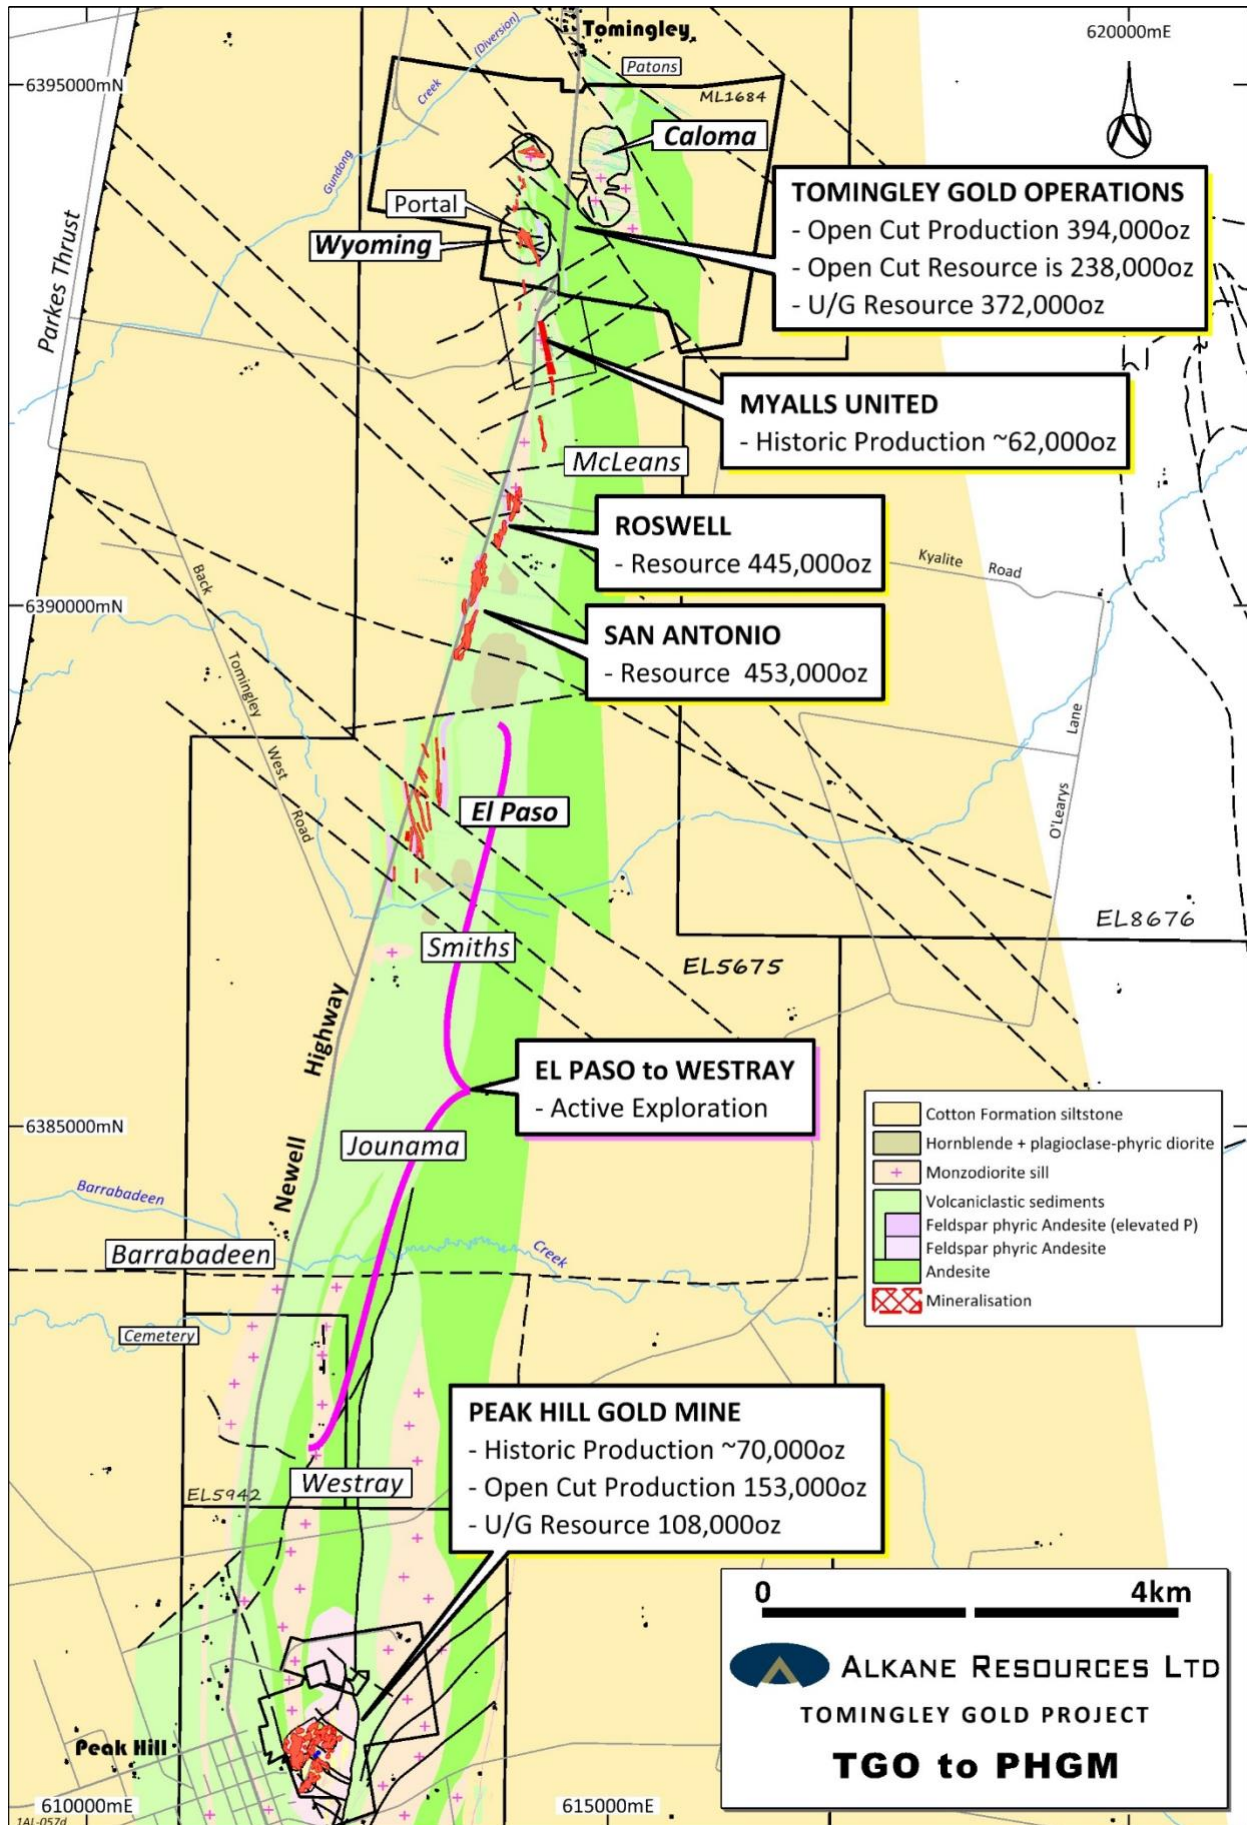 Tomingley
620000mE
6395000mN
Patons
ML1684
Creek
(Diversion)
Gundong
Caloma
Portal
Wyoming
TOMINGLEY GOLD OPERATIONS
- Open Cut Production 394,000oz
- Open Cut Resource is 238,000oz
- U/G Resource 372,000oz
Parkes Thrust
MYALLS UNITED
- Historic Production ~62,000oz
McLeans
ROSWELL
- Resource 445,000oz
Kyalite Road
Back
6390000mN
SAN ANTONIO
- Resource 453,000oz
Tomingley
West
Road
Lane
O'Learys
El Paso
EL8676
Smiths
EL5675
Highway
Newell
EL PASO to WESTRAY
- Active Exploration
6385000mN
Jounama
Barrabadeen
Barrabadeen
Creek
Cemetery
Cotton Formation siltstone
Hornblende + plagioclase-phyric diorite
Monzodiorite sill
Volcaniclastic sediments
Feldspar phyric Andesite (elevated P)
Feldspar phyric Andesite
Andesite
Mineralisation
PEAK HILL GOLD MINE
- Historic Production ~70,000oz
- Open Cut Production 153,000oz
- U/G Resource 108,000oz
Westray
EL5942
0 4km
ALKANE RESOURCES LTD
TOMINGLEY GOLD PROJECT
TGO to PHGM
Peak Hill
610000mE
615000mE
1AL-057d